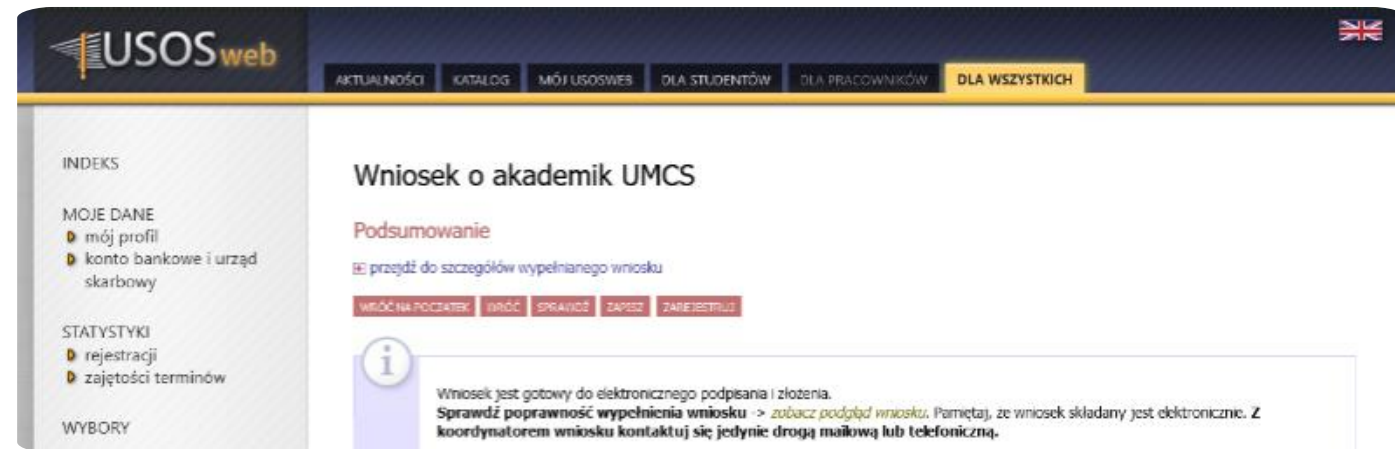 USOSweb
AKTUALNOŚCI KATALOG MÓJ USOSWEB DLA STUDENTÓW DLA PRACOWNIKÓW DLA WSZYSTKICH
INDEKS
MOJE DANE
mój profil
konto bankowe i urząd
skarbowy
STATYSTYKI
rejestracji
zajętości terminów
WYBORY
Wniosek o akademik UMCS
Podsumowanie
przejdź do szczegółów wypełnianego wniosku
WRÓĆ NA POCZĄTEK WRÓĆ SPRAWDŹ ZAPISZ ZAREJESTRUJ
Wniosek jest gotowy do elektronicznego podpisania i złożenia.
Sprawdź poprawność wypełnienia wniosku -> zobacz podgląd wniosku. Pamiętaj, że wniosek składany jest elektronicznie. Z
koordynatorem wniosku kontaktuj się jedynie drogą mailową lub telefoniczną.